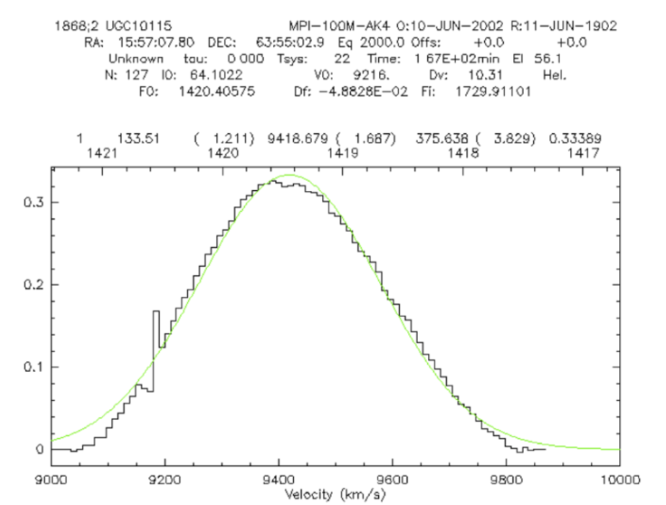 1868;2 UGC10115 MPI-100M-AK4 O:10-JUN-2002 R:11-JUN-1902
RA: 15:57:07.80 DEC: 63:55:02.9 Eq 2000.0 Offs: +0.0 +0.0
Unknown tau: 0.000 Tsys: 22 Time: 1.67E+02min El 56.1
N: 127 I0: 64.1022 V0: 9216. Dv: 10.31 Hel.
F0: 1420.40575 Df: -4.8828E-02 Fi: 1729.91101
1 133.51 ( 1.211) 9418.679 ( 1.687) 375.638 ( 3.829) 0.33389
1421 1420 1419 1418 1417
0.3
0.2
0.1
0
9000 9200 9400 9600 9800 10000
Velocity (km/s)